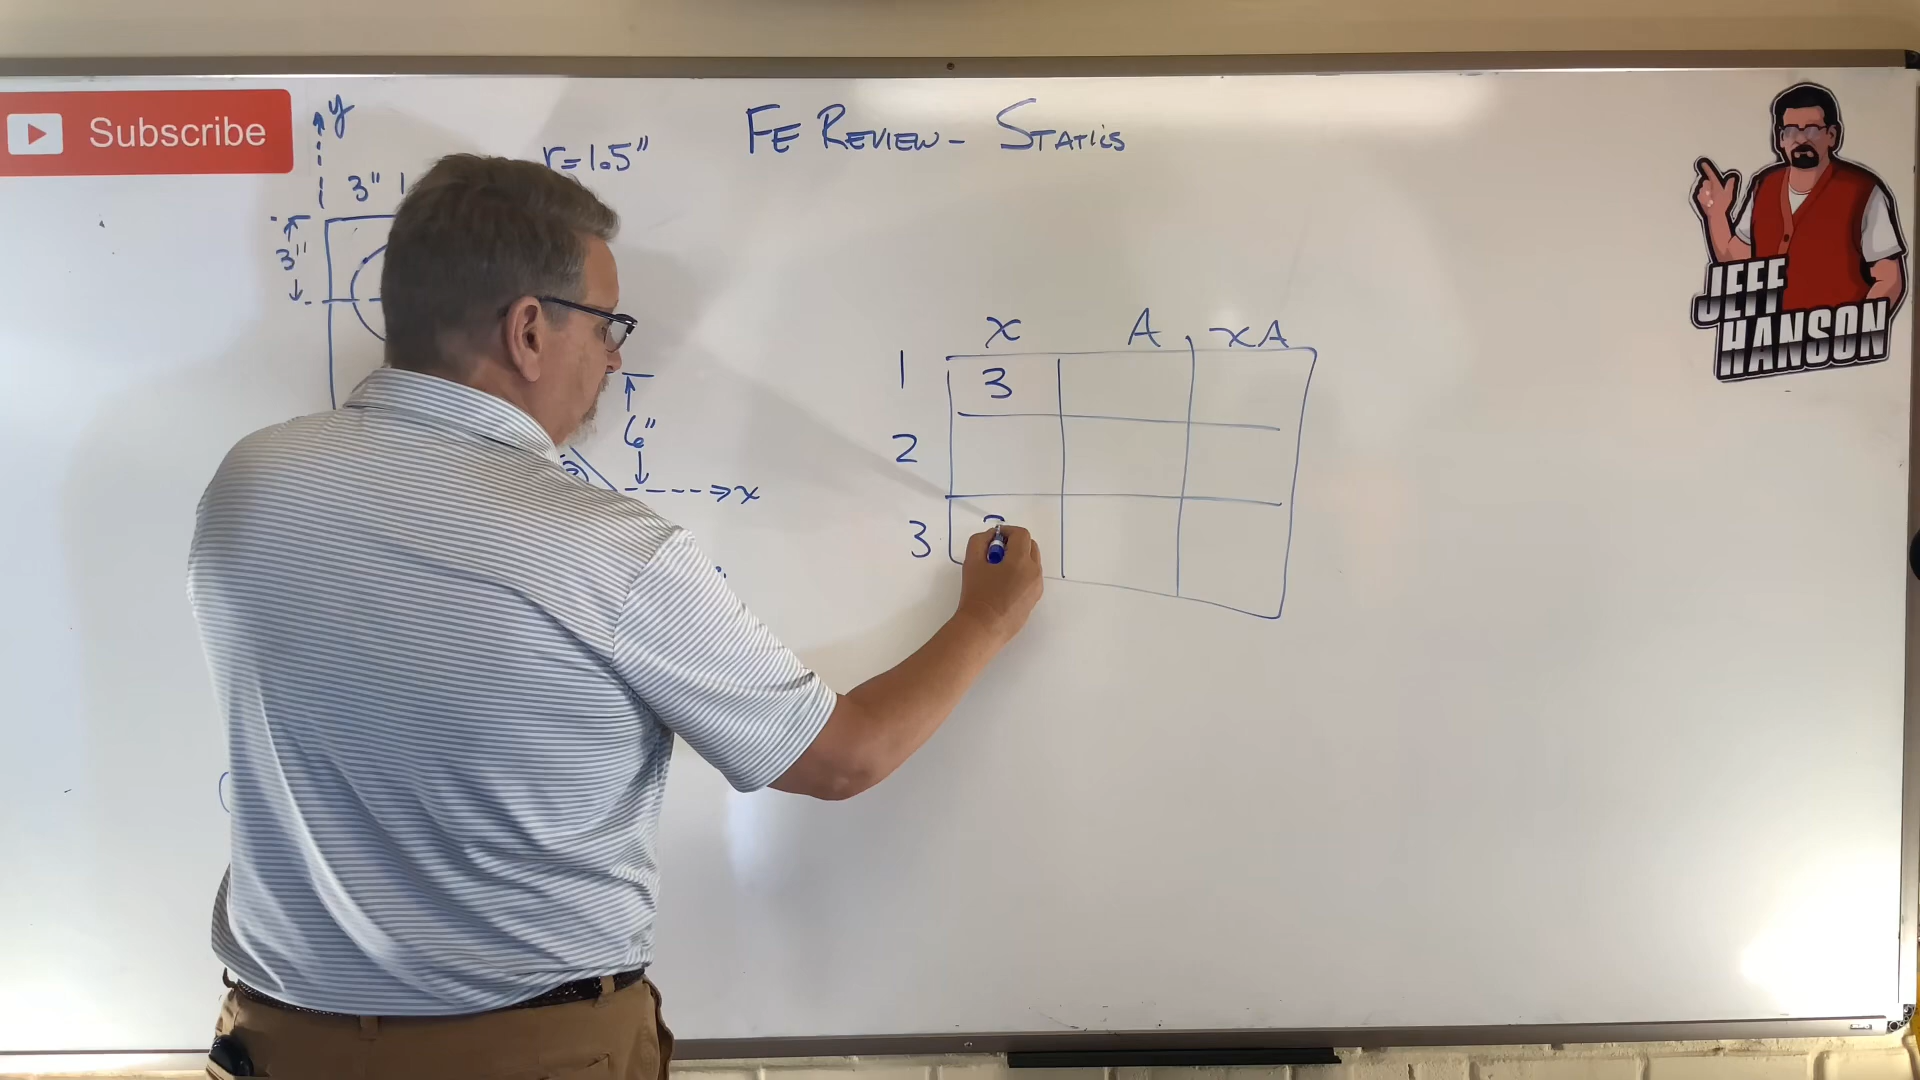 Subscribe
y
FE REVIEW - STATICS
r=1.5"
3"
3"
6"
x
x A xA
1 3
2
3
JEFF
HANSON